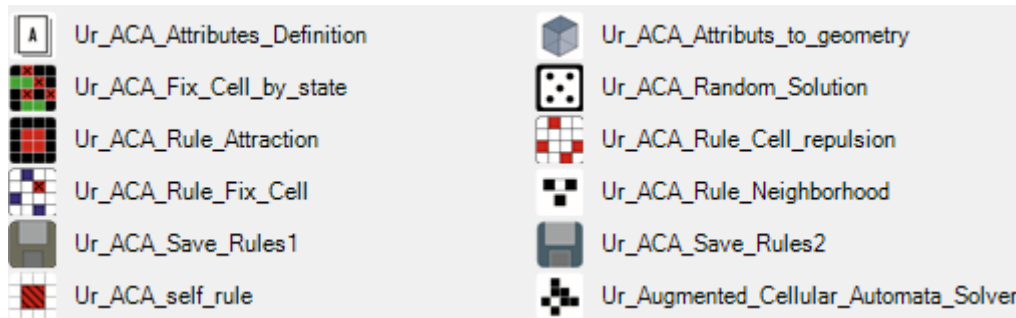 A Ur_ACA_Attributes_Definition
Ur_ACA_Attributs_to_geometry
Ur_ACA_Fix_Cell_by_state
Ur_ACA_Random_Solution
Ur_ACA_Rule_Attraction
Ur_ACA_Rule_Cell_repulsion
Ur_ACA_Rule_Fix_Cell
Ur_ACA_Rule_Neighborhood
Ur_ACA_Save_Rules1
Ur_ACA_Save_Rules2
Ur_ACA_self_rule
Ur_Augmented_Cellular_Automata_Solver